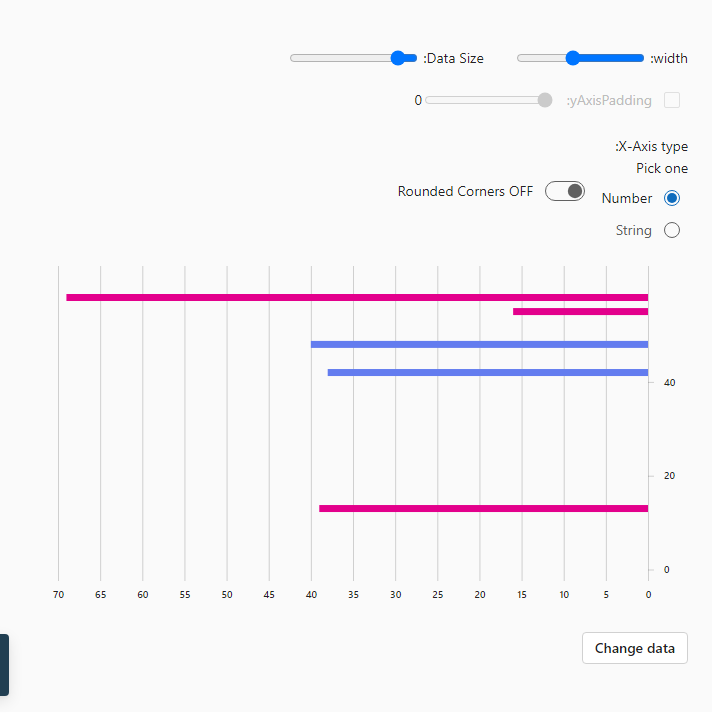 :width
:Data Size
:yAxisPadding
0
:X-Axis type
Pick one
Number
String
Rounded Corners OFF
40
20
0
70 65 60 55 50 45 40 35 30 25 20 15 10 5 0
Change data